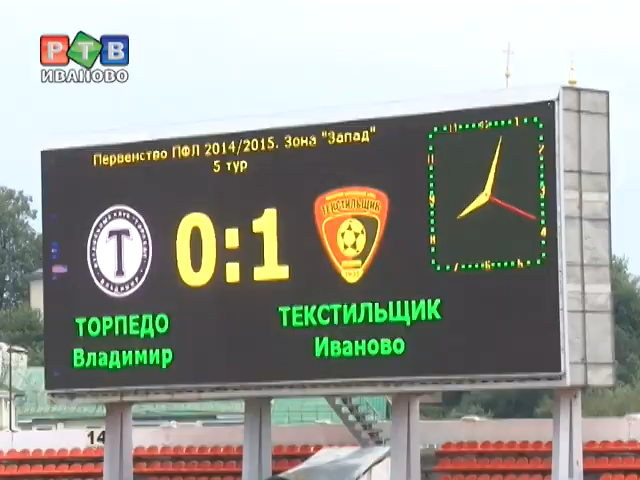 РТВ
ИВАНОВО
Первенство ПФЛ 2014/2015. Зона "Запад"
5 тур
Т
0:1
ТЕКСТИЛЬЩИК
ТОРПЕДО
Владимир
ТЕКСТИЛЬЩИК
Иваново
14